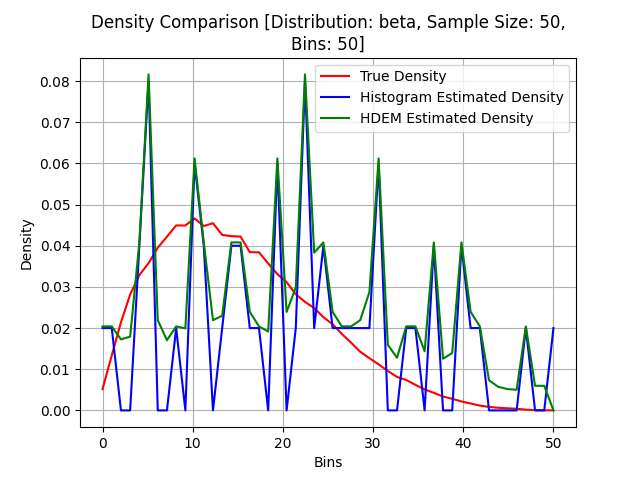 Density Comparison [Distribution: beta, Sample Size: 50,
Bins: 50]
True Density
Histogram Estimated Density
HDEM Estimated Density
Density
0.08
0.07
0.06
0.05
0.04
0.03
0.02
0.01
0.00
0 10 20 30 40 50
Bins